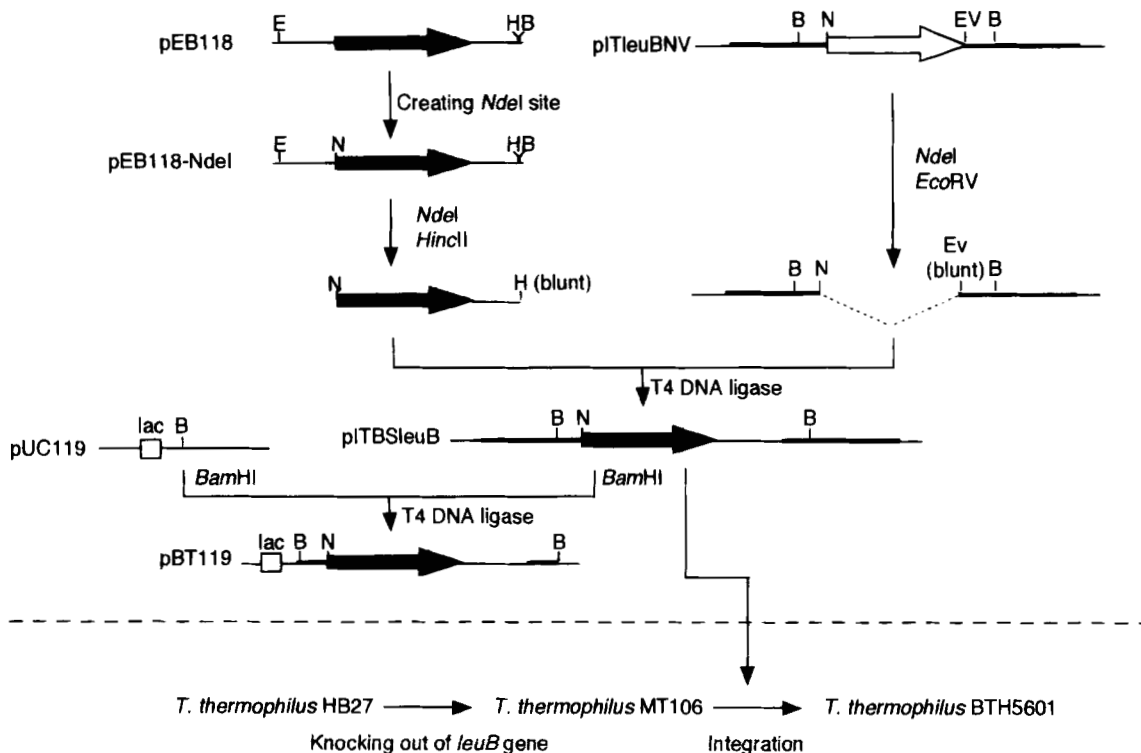 E HB
pEB118
B N EV B
pITleuBNV
Creating NdeI site
E N HB
pEB118-NdeI
NdeI
EcoRV
NdeI
HincII
N H (blunt)
B N Ev
(blunt) B
T4 DNA ligase
lac B
pUC119
B N B
pITBSleuB
BamHI BamHI
T4 DNA ligase
lac B N B
pBT119
T. thermophilus HB27 T. thermophilus MT106 T. thermophilus BTH5601
Knocking out of leuB gene Integration